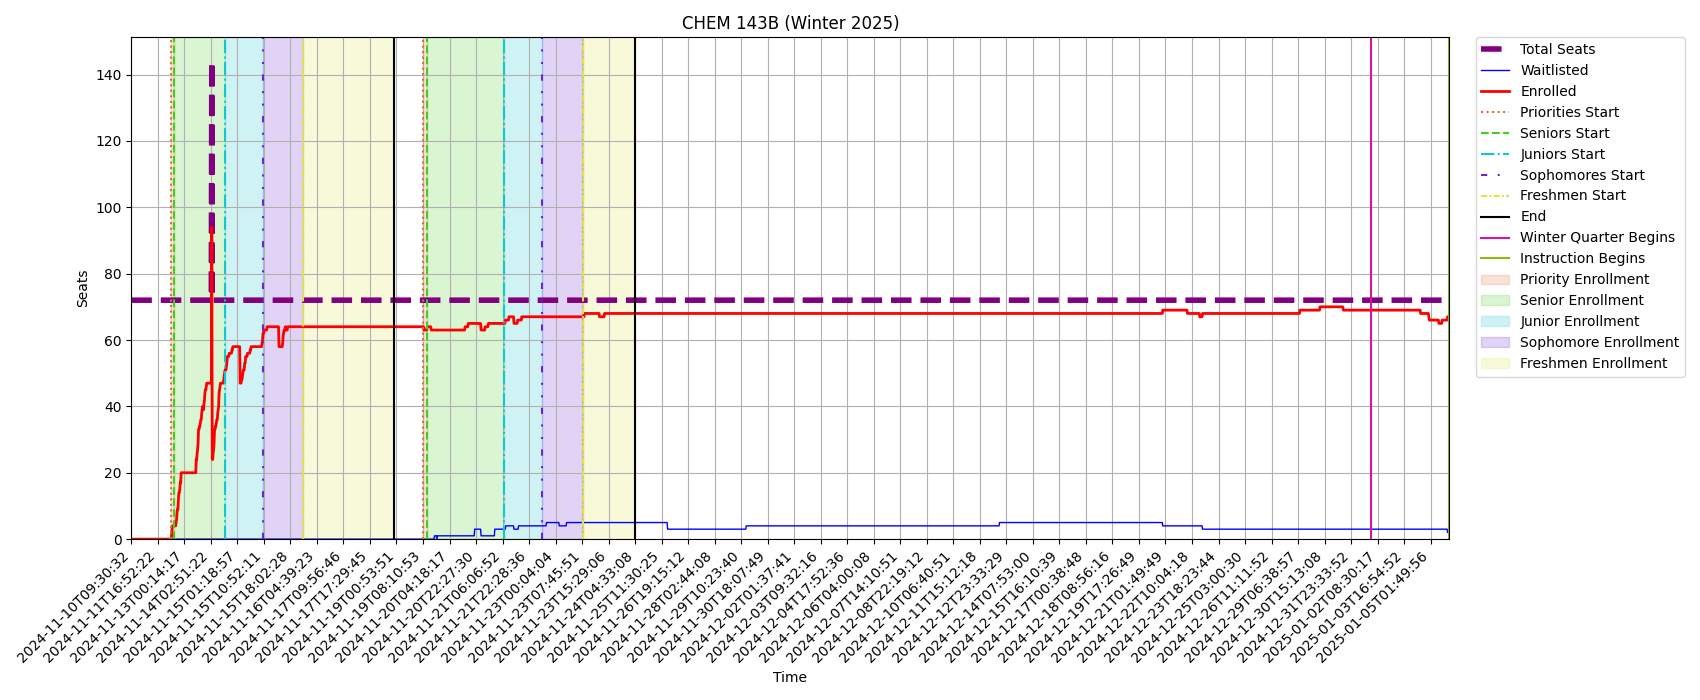 CHEM 143B (Winter 2025)
Seats
140
120
100
80
60
40
20
0
2024-11-10T09:30:32
2024-11-11T16:52:22
2024-11-13T00:14:17
2024-11-14T02:51:22
2024-11-15T01:18:57
2024-11-15T15:52:11
2024-11-15T18:02:28
2024-11-16T04:39:23
2024-11-17T09:56:46
2024-11-17T17:29:45
2024-11-19T00:53:51
2024-11-19T08:10:53
2024-11-20T04:18:17
2024-11-20T22:27:30
2024-11-21T06:06:52
2024-11-21T22:28:36
2024-11-23T00:04:04
2024-11-23T07:45:51
2024-11-23T15:29:06
2024-11-24T04:33:08
2024-11-25T11:30:25
2024-11-26T19:15:12
2024-11-28T02:44:08
2024-11-29T10:23:40
2024-11-30T18:07:49
2024-12-02T01:37:41
2024-12-03T09:32:16
2024-12-04T17:52:36
2024-12-06T04:00:08
2024-12-07T14:10:51
2024-12-08T22:19:12
2024-12-10T06:40:51
2024-12-11T15:12:18
2024-12-12T23:33:29
2024-12-14T07:53:00
2024-12-15T16:10:39
2024-12-17T00:38:48
2024-12-18T08:56:16
2024-12-19T17:26:49
2024-12-21T01:49:49
2024-12-22T10:04:18
2024-12-23T18:23:44
2024-12-25T03:00:30
2024-12-26T11:11:52
2024-12-29T06:38:57
2024-12-30T15:13:08
2024-12-31T23:33:52
2025-01-02T08:30:17
2025-01-03T16:54:52
2025-01-05T01:49:56
Time
Total Seats
Waitlisted
Enrolled
Priorities Start
Seniors Start
Juniors Start
Sophomores Start
Freshmen Start
End
Winter Quarter Begins
Instruction Begins
Priority Enrollment
Senior Enrollment
Junior Enrollment
Sophomore Enrollment
Freshmen Enrollment